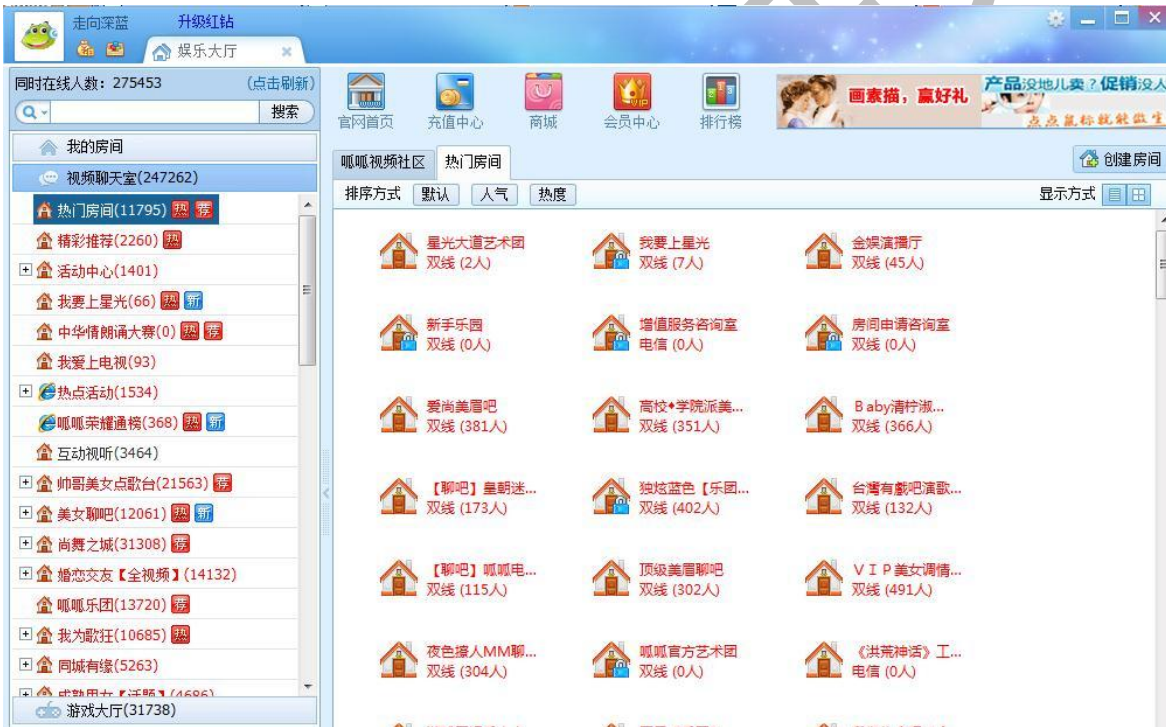 走向深蓝 升级红钻
娱乐大厅
同时在线人数: 275453 (点击刷新)
搜索
我的房间
视频聊天室(247262)
热门房间(11795) 热 荐
精彩推荐(2260) 热
活动中心(1401)
我要上星光(66) 热 新
中华情朗诵大赛(0) 热 荐
我爱上电视(93)
热点活动(1534)
呱呱荣耀通榜(368) 热 新
互动视听(3464)
帅哥美女点歌台(21563) 荐
美女聊吧(12061) 热 新
尚舞之城(31308) 荐
婚恋交友【全视频】(14132)
呱呱乐团(13720) 荐
我为歌狂(10685) 热
同城有缘(5263)
成熟男女【话题】(4686)
游戏大厅(31738)
官网首页 充值中心 商城 会员中心 排行榜
VIP
画素描，赢好礼
产品没地儿卖？促销没人
点点鼠标就能做生
呱呱视频社区 热门房间
创建房间
排序方式 默认 人气 热度 显示方式
星光大道艺术团 我要上星光 金娱演播厅
双线 (2人) 双线 (7人) 双线 (45人)
新手乐园 增值服务咨询室 房间申请咨询室
双线 (0人) 电信 (0人) 双线 (0人)
爱尚美眉吧 高校♦学院派美... Baby清柠淑...
双线 (381人) 双线 (351人) 双线 (366人)
【聊吧】皇朝迷... 独炫蓝色【乐团... 台灣有戲吧演歌...
双线 (173人) 双线 (402人) 双线 (132人)
【聊吧】呱呱电... 顶级美眉聊吧 ＶＩＰ美女调情...
双线 (115人) 双线 (302人) 双线 (491人)
夜色撩人MM聊... 呱呱官方艺术团 《洪荒神话》工...
双线 (304人) 双线 (0人) 电信 (0人)